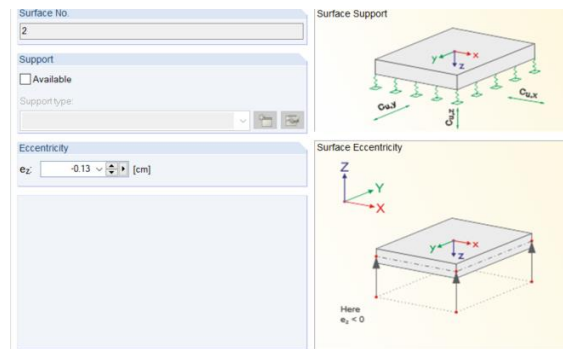 Surface No.
2
Support
Available
Support type:
Eccentricity
ez: -0.13 [cm]
Surface Support
y x
z
Cu,y Cu,z Cu,x
Surface Eccentricity
Z
Y
X
y x
z
Here
ez < 0